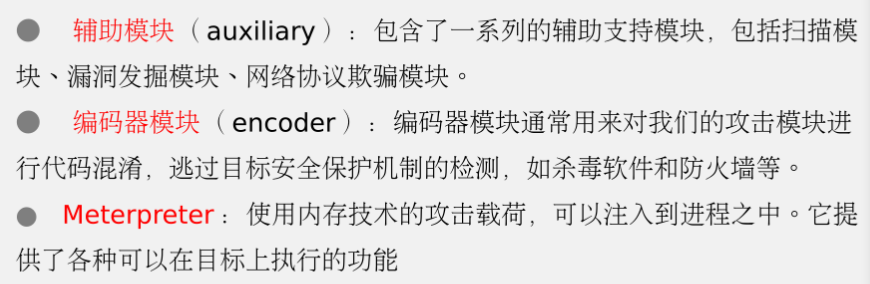 ● 辅助模块（auxiliary）：包含了一系列的辅助支持模块，包括扫描模
块、漏洞发掘模块、网络协议欺骗模块。
● 编码器模块（encoder）：编码器模块通常用来对我们的攻击模块进
行代码混淆，逃过目标安全保护机制的检测，如杀毒软件和防火墙等。
● Meterpreter：使用内存技术的攻击载荷，可以注入到进程之中。它提
供了各种可以在目标上执行的功能